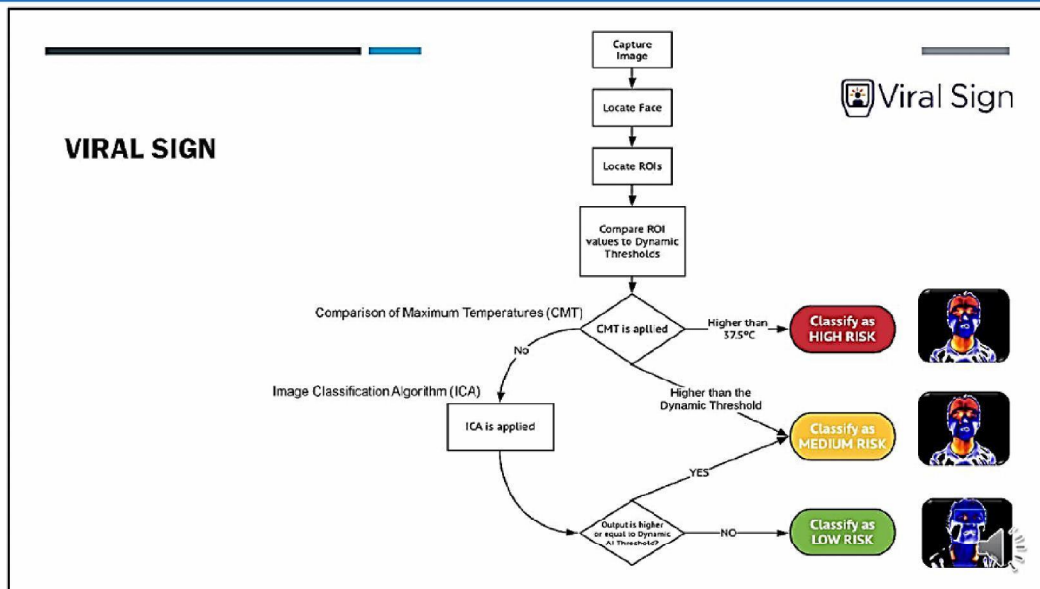 Capture
Image
Viral Sign
Locate Face
VIRAL SIGN
Locate ROIs
Compare ROI
values to Dynamic
Thresholds
Comparison of Maximum Temperatures (CMT)
CMT is apllied
Higher than
37.5ºC
Classify as
HIGH RISK
No
Image Classification Algorithm (ICA)
Higher than the
Dynamic Threshold
ICA is applied
Classify as
MEDIUM RISK
YES
Output is higher
or equal to Dynamic
AI Threshold?
NO
Classify as
LOW RISK